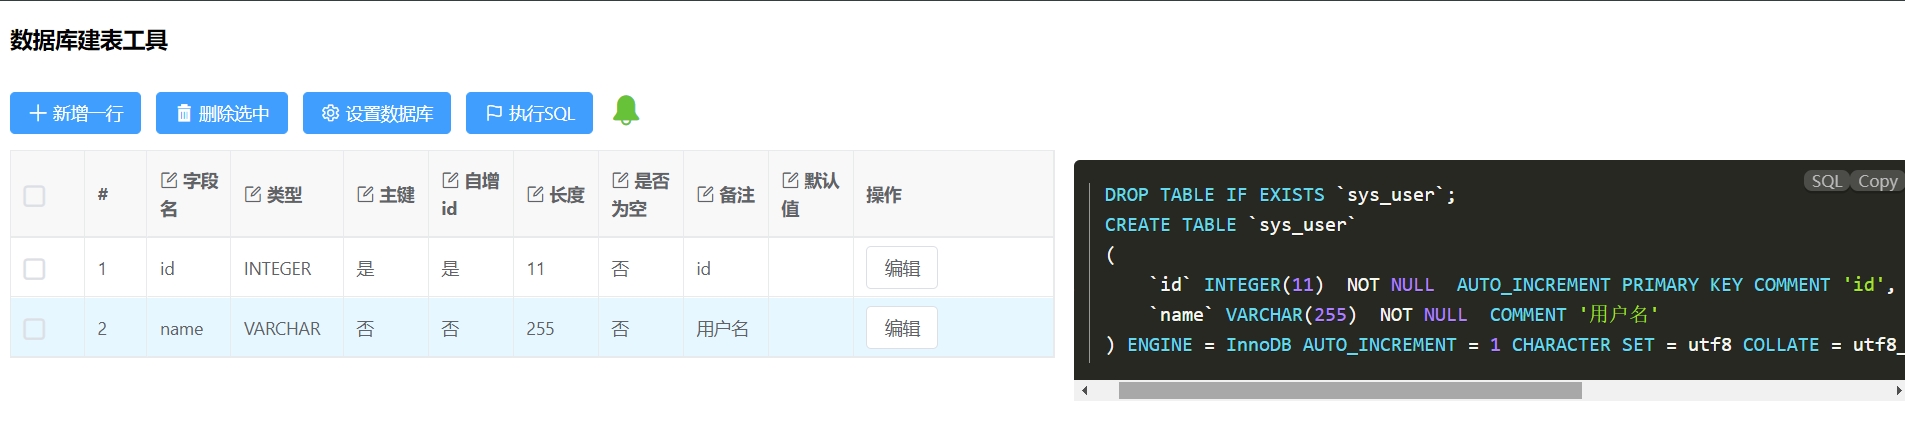 数据库建表工具
新增一行 删除选中 设置数据库 执行SQL
# 字段名 类型 主键 自增id 长度 是否为空 备注 默认值 操作
1 id INTEGER 是 是 11 否 id 编辑
2 name VARCHAR 否 否 255 否 用户名 编辑
SQL Copy
DROP TABLE IF EXISTS `sys_user`;
CREATE TABLE `sys_user`
(
`id` INTEGER(11) NOT NULL AUTO_INCREMENT PRIMARY KEY COMMENT 'id',
`name` VARCHAR(255) NOT NULL COMMENT '用户名'
) ENGINE = InnoDB AUTO_INCREMENT = 1 CHARACTER SET = utf8 COLLATE = utf8_